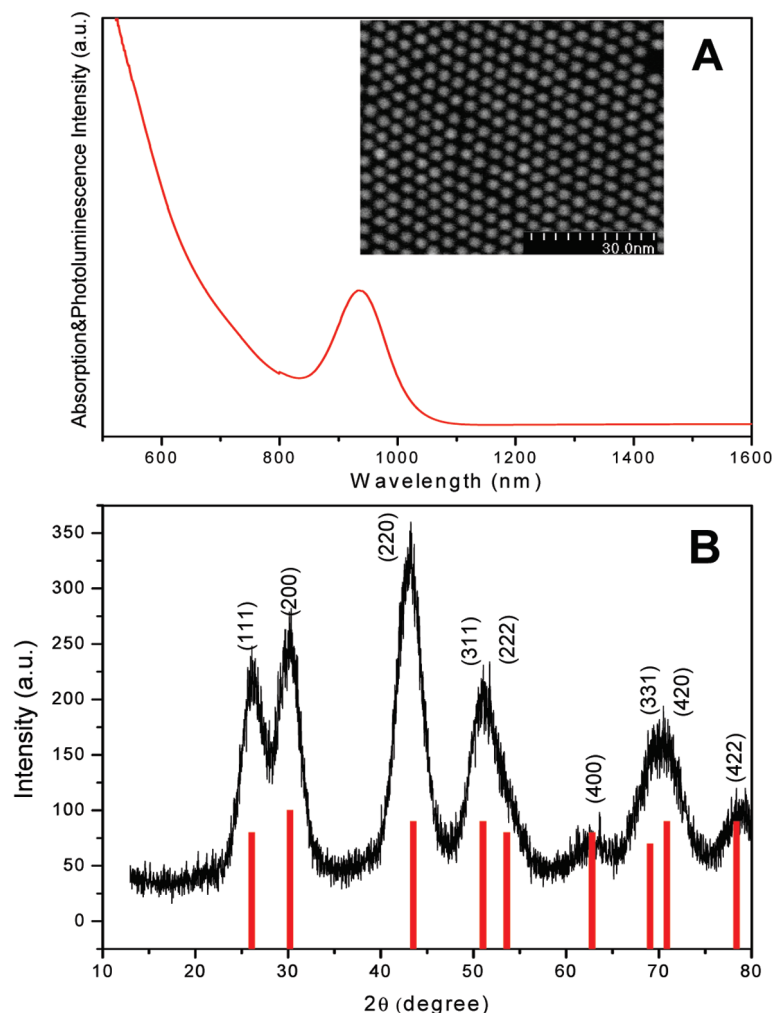 A
Absorption&Photoluminescence Intensity (a.u.)
30.0nm
600 800 1000 1200 1400 1600
Wavelength (nm)
B
350
300
250
200
150
100
50
0
Intensity (a.u.)
(111)
(200)
(220)
(311)
(222)
(400)
(331)
(420)
(422)
10 20 30 40 50 60 70 80
2θ (degree)